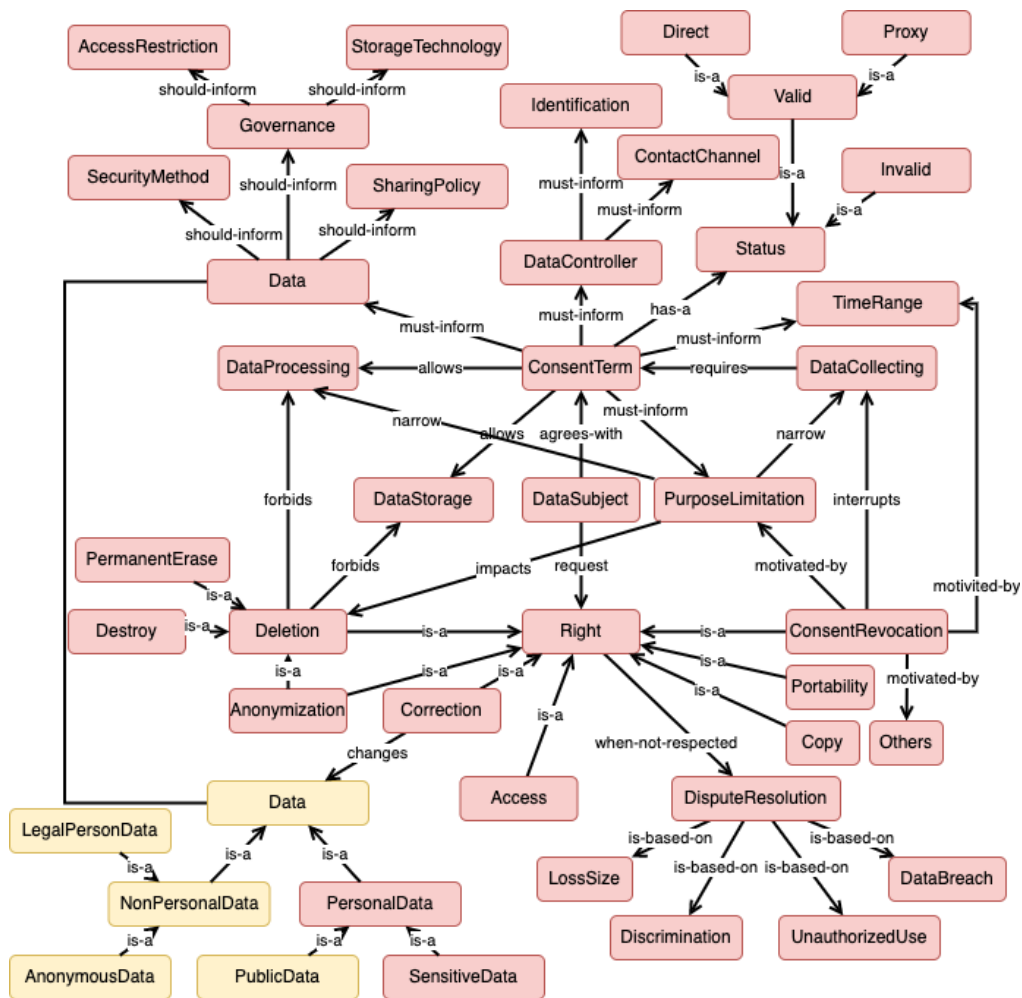 Direct
Proxy
AccessRestriction
StorageTechnology
is-a
is-a
should-inform
should-inform
Valid
Identification
Governance
ContactChannel
SecurityMethod
should-inform
SharingPolicy
must-inform
is-a
Invalid
must-inform
is-a
should-inform
should-inform
DataController
Status
Data
has-a
TimeRange
must-inform
must-inform
must-inform
DataProcessing
allows
ConsentTerm
requires
DataCollecting
must-inform
narrow
allows
agrees-with
narrow
forbids
DataStorage
DataSubject
PurposeLimitation
interrupts
PermanentErase
forbids
impacts
request
motivated-by
motivited-by
is-a
Destroy
is-a
Deletion
is-a
Right
is-a
ConsentRevocation
is-a
is-a
is-a
is-a
motivated-by
Anonymization
Correction
is-a
is-a
Portability
changes
when-not-respected
Copy
Others
Data
Access
DisputeResolution
LegalPersonData
is-a
is-a
is-a
is-based-on
is-based-on
is-based-on
is-based-on
LossSize
DataBreach
NonPersonalData
PersonalData
is-a
is-a
is-a
Discrimination
UnauthorizedUse
AnonymousData
PublicData
SensitiveData